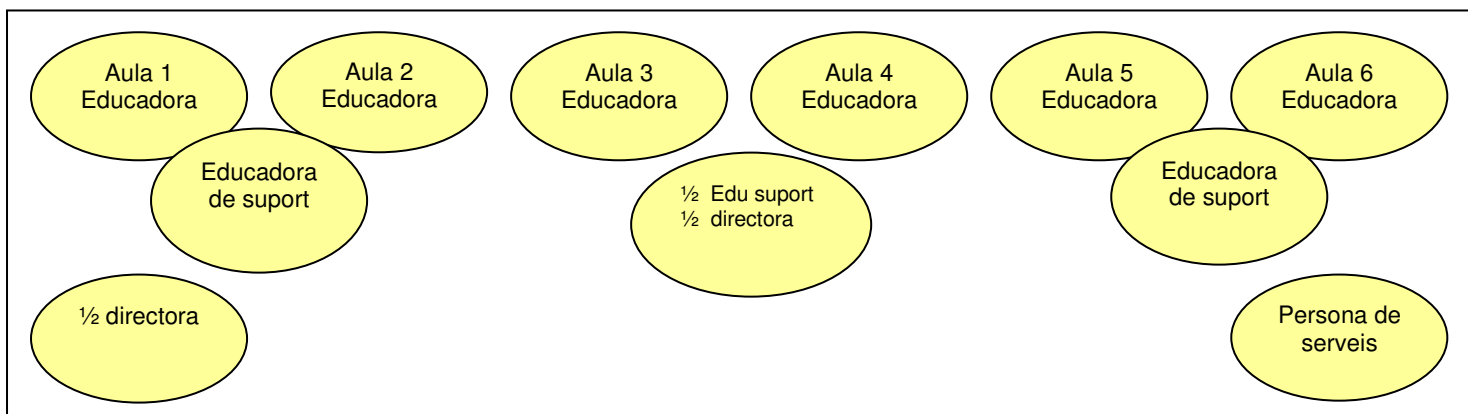 Aula 1
Educadora
Aula 2
Educadora
Aula 3
Educadora
Aula 4
Educadora
Aula 5
Educadora
Aula 6
Educadora
Educadora
de suport
½ Edu suport
½ directora
Educadora
de suport
½ directora
Persona de
serveis